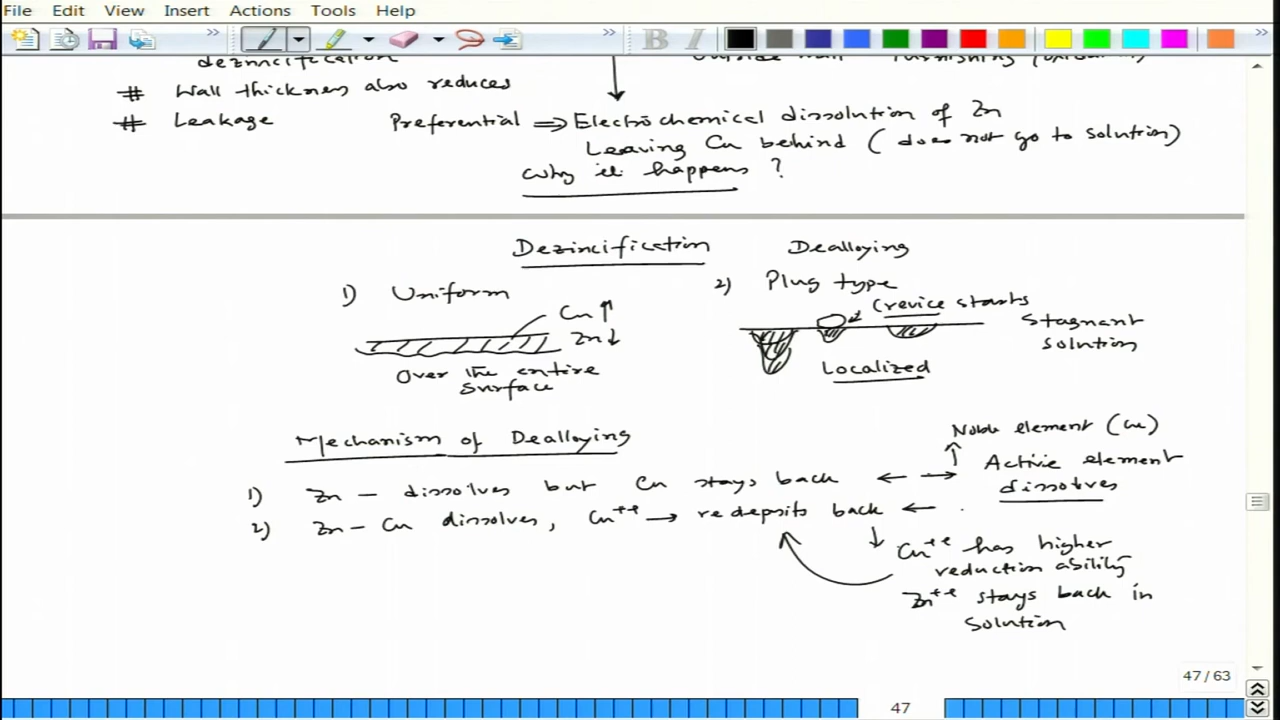 File Edit View Insert Actions Tools Help
B I
dezincification
Outside wall
# Wall thickness also reduces
# Leakage
Preferential ⇒ Electrochemical dissolution of Zn
Leaving Cu behind ( does not go to solution)
Why it happens ?
Dezincification Dealloying
1) Uniform
Cu ↑
Zn ↓
Over the entire
surface
2) Plug type
Crevice starts
Stagnant
solution
Localized
Mechanism of Dealloying
Noble element (Cu)
1) Zn – dissolves but Cu stays back ← → Active element
dissolves
2) Zn – Cu dissolves, Cu++ → redeposits back ←
Cu++ has higher
reduction ability
Zn++ stays back in
solution
47 / 63
47